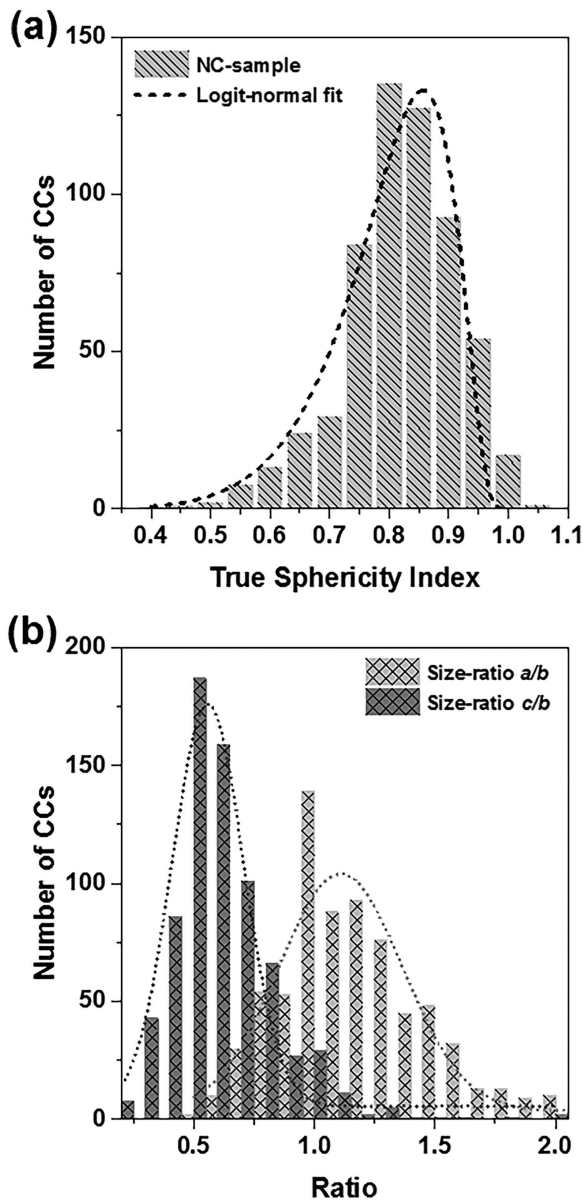 (a)
150
NC-sample
Logit-normal fit
100
50
0
Number of CCs
0.4 0.5 0.6 0.7 0.8 0.9 1.0 1.1
True Sphericity Index
(b)
200
Size-ratio a/b
Size-ratio c/b
150
100
50
0
Number of CCs
0.5 1.0 1.5 2.0
Ratio